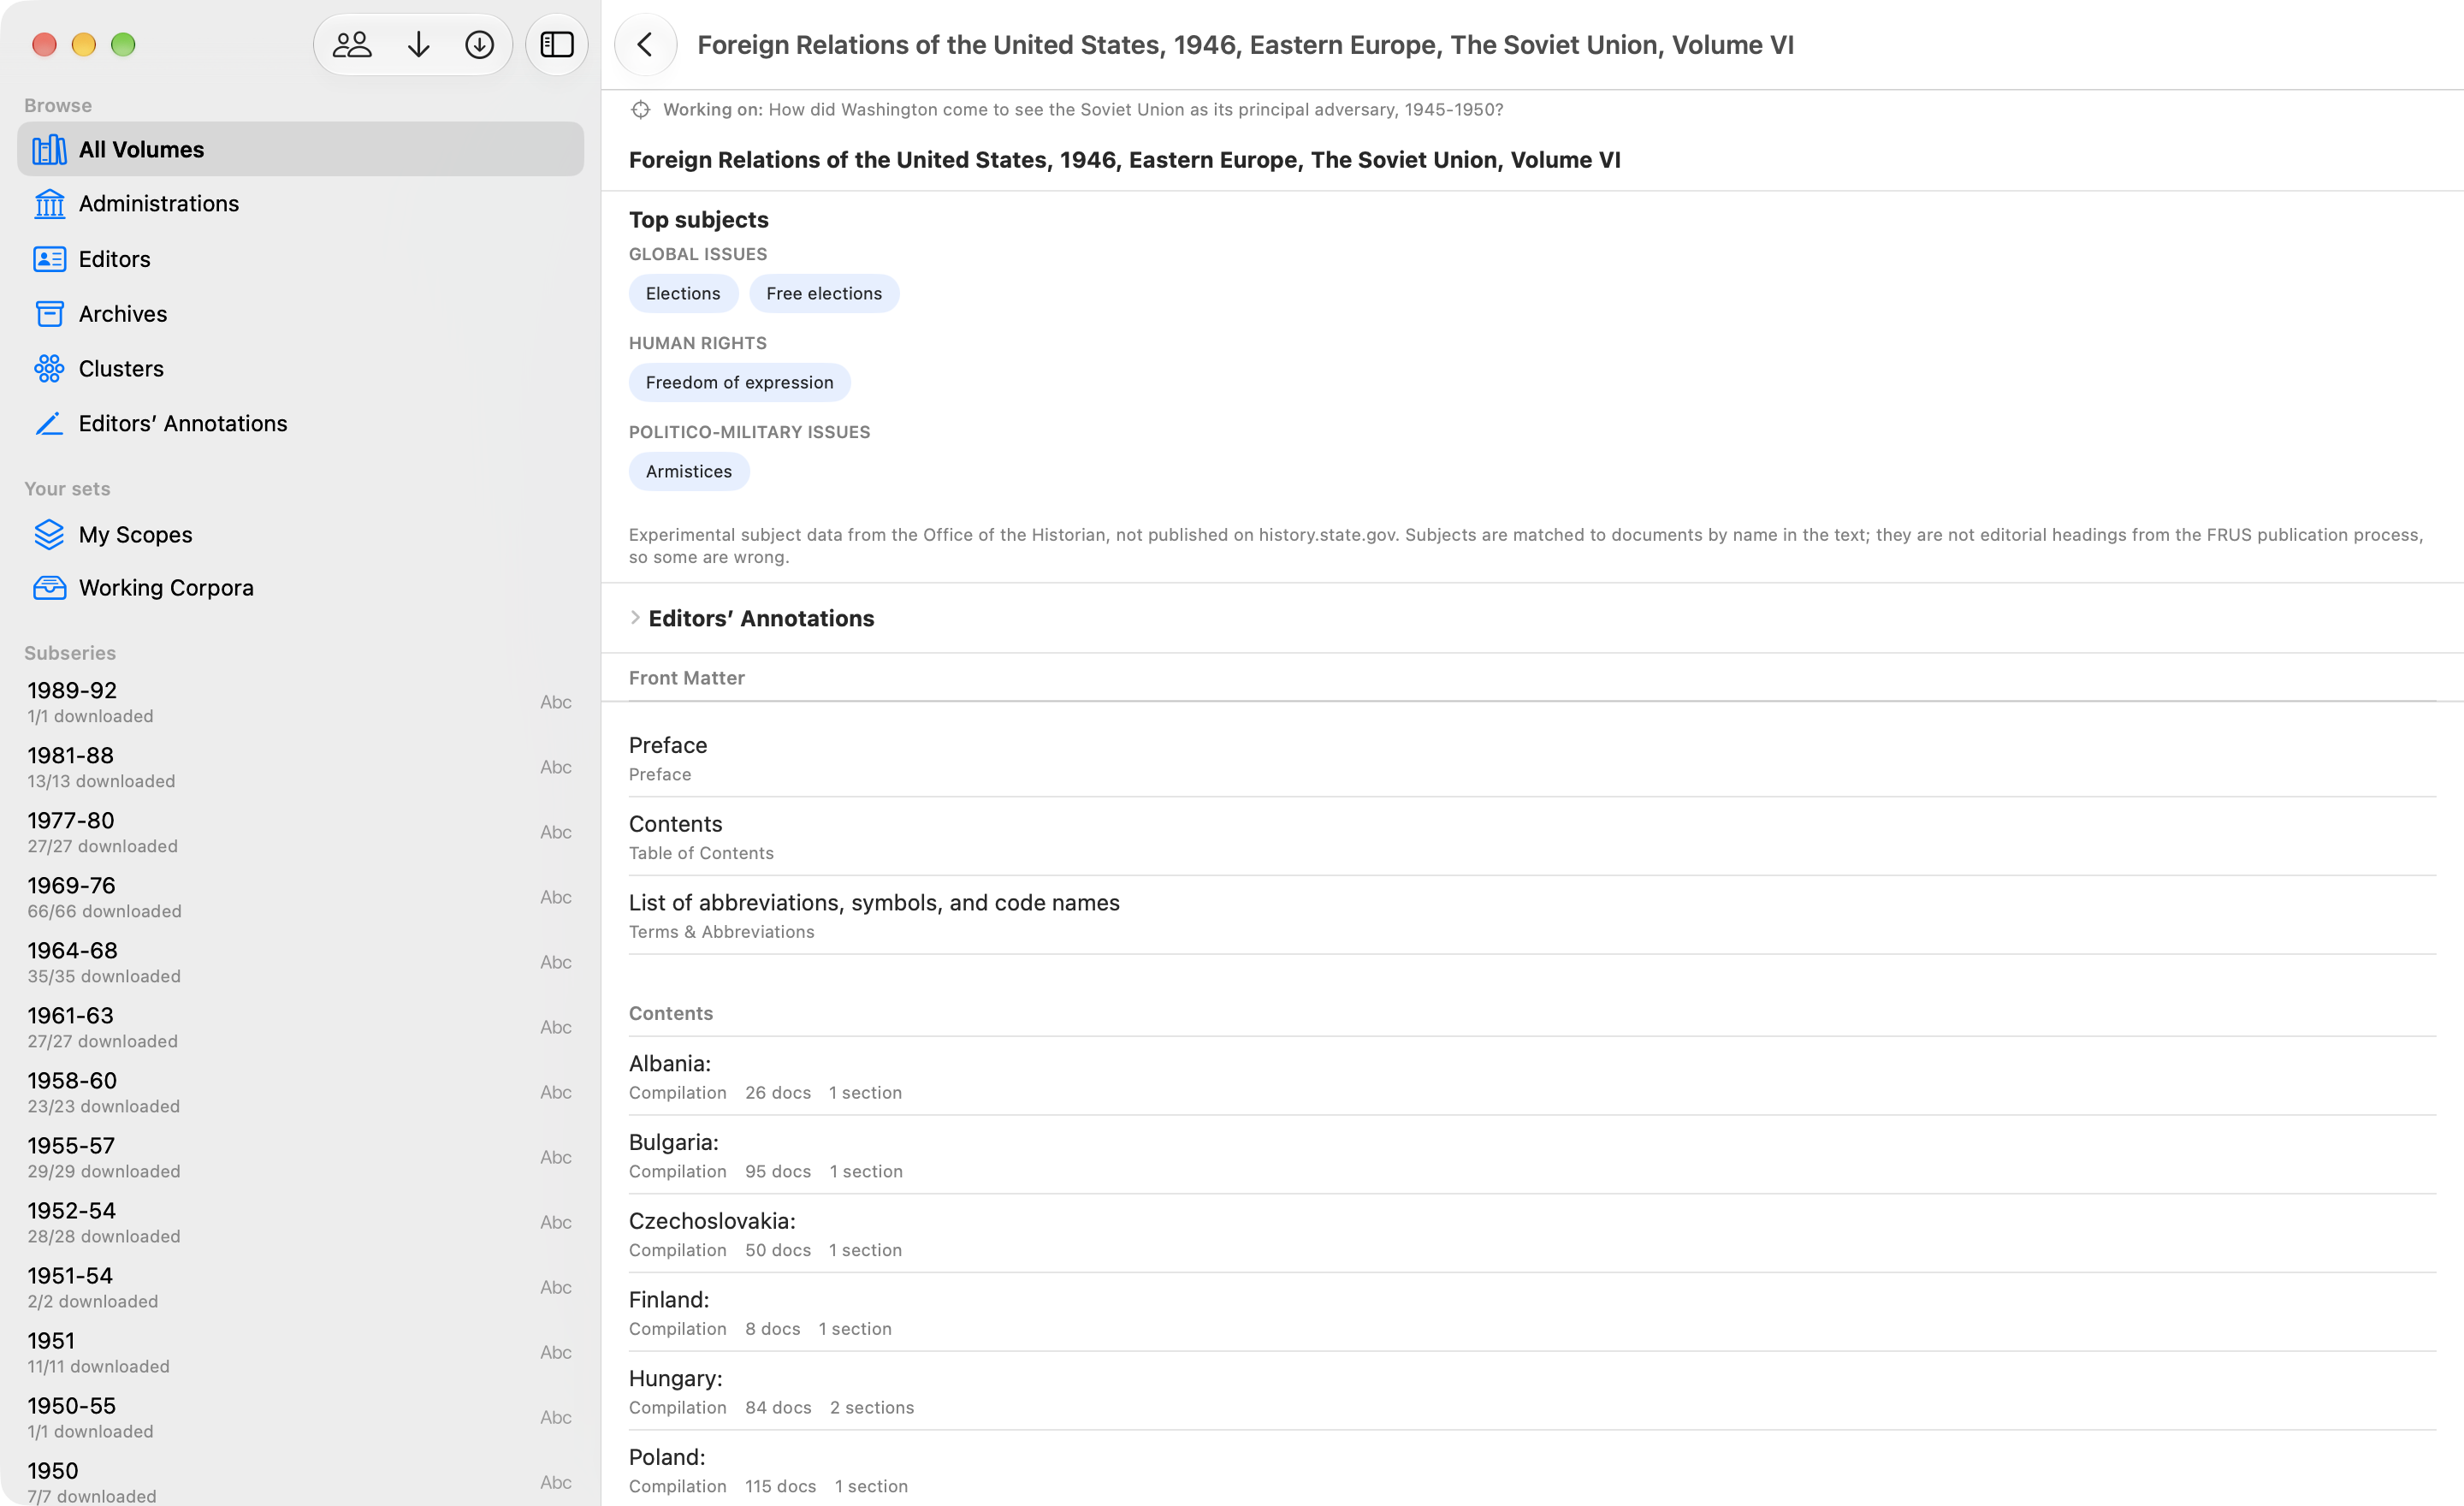 Browse
All Volumes
Administrations
Editors
Archives
Clusters
Editors’ Annotations
Your sets
My Scopes
Working Corpora
Subseries
1989-92
1/1 downloaded
Abc
1981-88
13/13 downloaded
Abc
1977-80
27/27 downloaded
Abc
1969-76
66/66 downloaded
Abc
1964-68
35/35 downloaded
Abc
1961-63
27/27 downloaded
Abc
1958-60
23/23 downloaded
Abc
1955-57
29/29 downloaded
Abc
1952-54
28/28 downloaded
Abc
1951-54
2/2 downloaded
Abc
1951
11/11 downloaded
Abc
1950-55
1/1 downloaded
Abc
1950
7/7 downloaded
Abc
Foreign Relations of the United States, 1946, Eastern Europe, The Soviet Union, Volume VI
Working on: How did Washington come to see the Soviet Union as its principal adversary, 1945-1950?
Foreign Relations of the United States, 1946, Eastern Europe, The Soviet Union, Volume VI
Top subjects
GLOBAL ISSUES
Elections Free elections
HUMAN RIGHTS
Freedom of expression
POLITICO-MILITARY ISSUES
Armistices
Experimental subject data from the Office of the Historian, not published on history.state.gov. Subjects are matched to documents by name in the text; they are not editorial headings from the FRUS publication process,
so some are wrong.
Editors’ Annotations
Front Matter
Preface
Preface
Contents
Table of Contents
List of abbreviations, symbols, and code names
Terms & Abbreviations
Contents
Albania:
Compilation 26 docs 1 section
Bulgaria:
Compilation 95 docs 1 section
Czechoslovakia:
Compilation 50 docs 1 section
Finland:
Compilation 8 docs 1 section
Hungary:
Compilation 84 docs 2 sections
Poland:
Compilation 115 docs 1 section